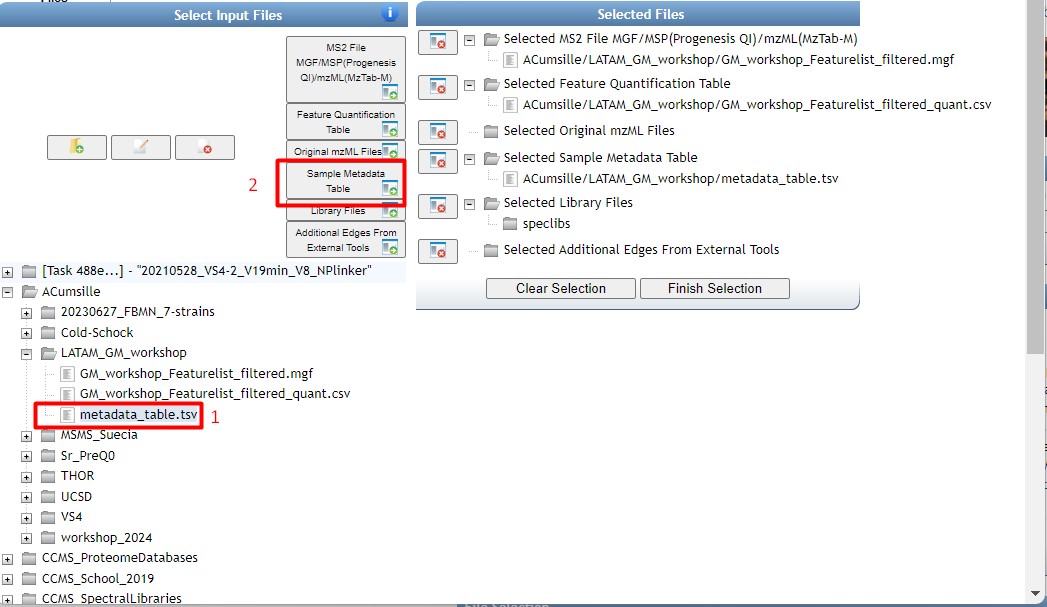 Select Input Files
MS2 File
MGF/MSP(Progenesis
QI)/mzML(MzTab-M)
Feature Quantification
Table
Original mzML Files
Sample Metadata
Table
2
Library Files
Additional Edges From
External Tools
[Task 488e...] - "20210528_VS4-2_V19min_V8_NPlinker"
ACumsille
20230627_FBMN_7-strains
Cold-Schock
LATAM_GM_workshop
GM_workshop_Featurelist_filtered.mgf
GM_workshop_Featurelist_filtered_quant.csv
metadata_table.tsv
1
MSMS_Suecia
Sr_PreQ0
THOR
UCSD
VS4
workshop_2024
CCMS_ProteomeDatabases
CCMS_School_2019
CCMS_SpectralLibraries
Selected Files
Selected MS2 File MGF/MSP(Progenesis QI)/mzML(MzTab-M)
ACumsille/LATAM_GM_workshop/GM_workshop_Featurelist_filtered.mgf
Selected Feature Quantification Table
ACumsille/LATAM_GM_workshop/GM_workshop_Featurelist_filtered_quant.csv
Selected Original mzML Files
Selected Sample Metadata Table
ACumsille/LATAM_GM_workshop/metadata_table.tsv
Selected Library Files
speclibs
Selected Additional Edges From External Tools
Clear Selection
Finish Selection